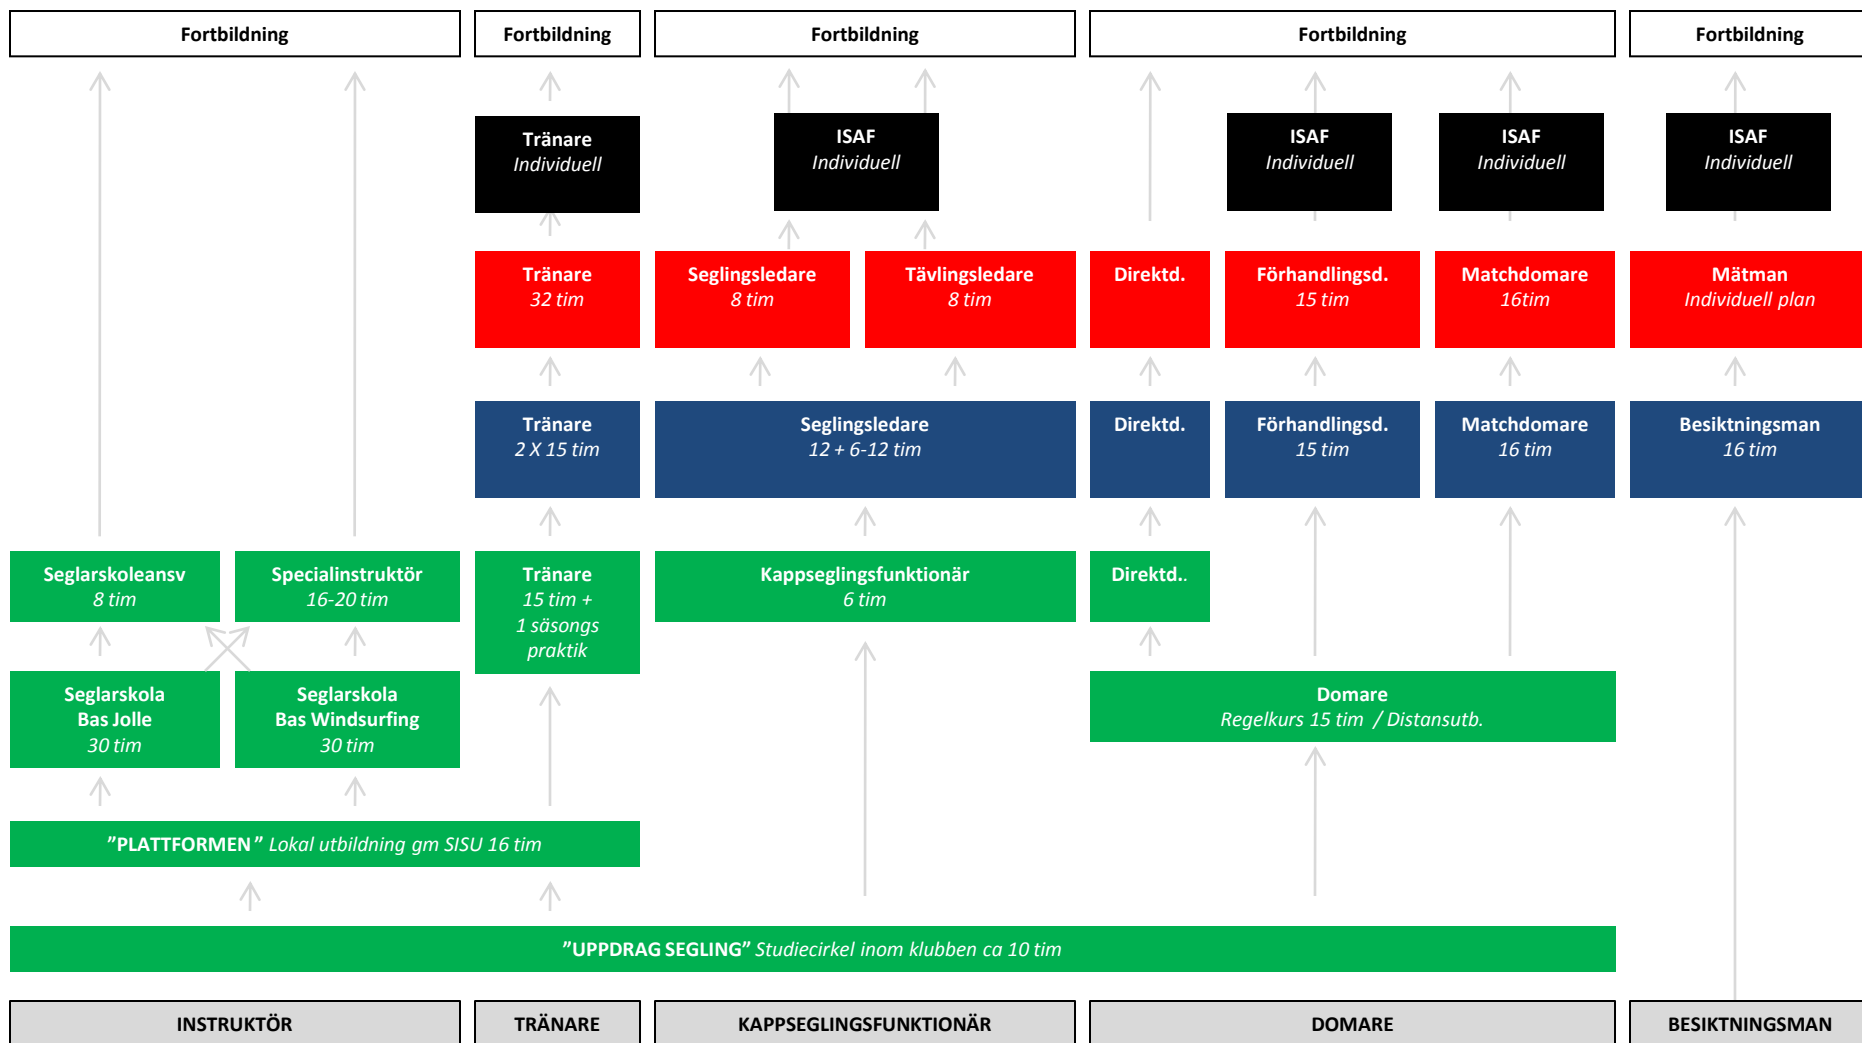 Fortbildning
Fortbildning
Fortbildning
Fortbildning
Fortbildning
Tränare
Individuell
ISAF
Individuell
ISAF
Individuell
ISAF
Individuell
ISAF
Individuell
Tränare
32 tim
Seglingsledare
8 tim
Tävlingsledare
8 tim
Direktd.
Förhandlingsd.
15 tim
Matchdomare
16tim
Mätman
Individuell plan
Tränare
2 X 15 tim
Seglingsledare
12 + 6-12 tim
Direktd.
Förhandlingsd.
15 tim
Matchdomare
16 tim
Besiktningsman
16 tim
Seglarskoleansv
8 tim
Specialinstruktör
16-20 tim
Tränare
15 tim +
1 säsongs
praktik
Kappseglingsfunktionär
6 tim
Direktd..
Seglarskola
Bas Jolle
30 tim
Seglarskola
Bas Windsurfing
30 tim
Domare
Regelkurs 15 tim / Distansutb.
”PLATTFORMEN ” Lokal utbildning gm SISU 16 tim
”UPPDRAG SEGLING” Studiecirkel inom klubben ca 10 tim
INSTRUKTÖR
TRÄNARE
KAPPSEGLINGSFUNKTIONÄR
DOMARE
BESIKTNINGSMAN